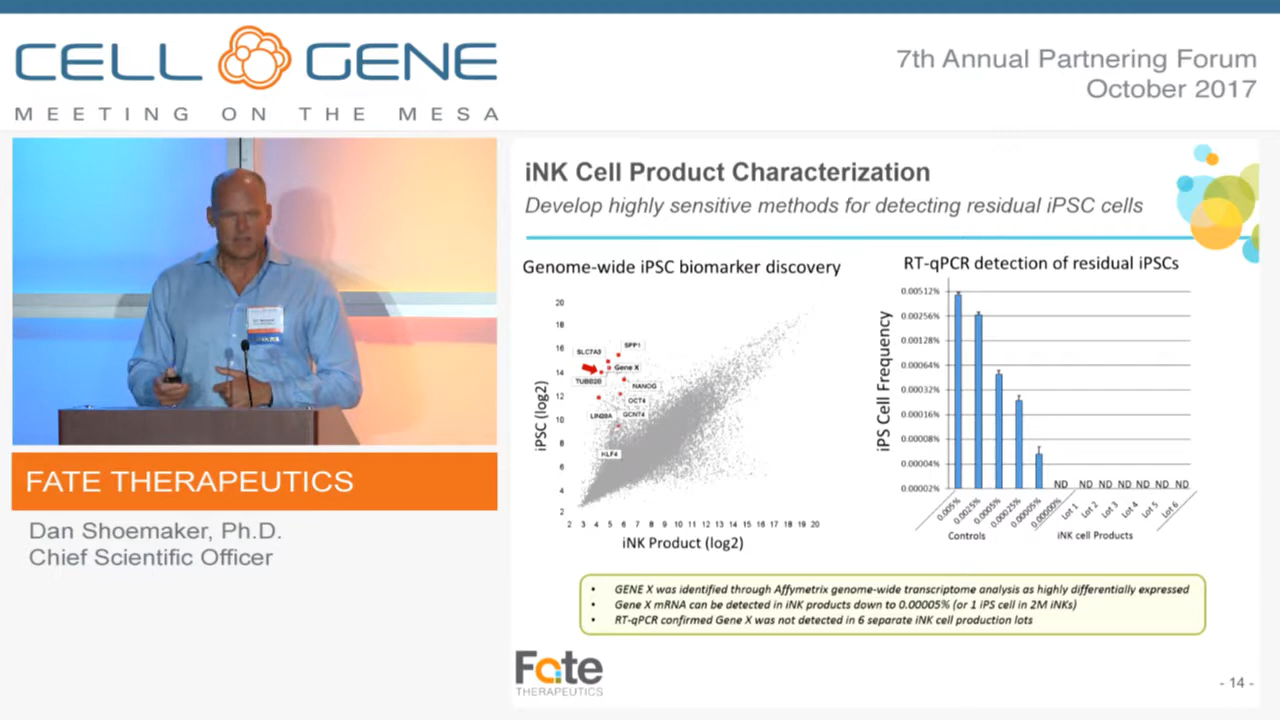 CELL GENE
MEETING ON THE MESA
7th Annual Partnering Forum
October 2017
FATE THERAPEUTICS
Dan Shoemaker, Ph.D.
Chief Scientific Officer
iNK Cell Product Characterization
Develop highly sensitive methods for detecting residual iPSC cells
Genome-wide iPSC biomarker discovery
iPSC (log2)
20
18
16
14
12
10
8
6
4
2
SPP1
SLC7A3
Gene X
TUBB2B
NANOG
OCT4
LIN28A
GCNT4
KLF4
2 3 4 5 6 7 8 9 10 11 12 13 14 15 16 17 18 19 20
iNK Product (log2)
RT-qPCR detection of residual iPSCs
iPS Cell Frequency
0.00512%
0.00256%
0.00128%
0.00064%
0.00032%
0.00016%
0.00008%
0.00004%
0.00002%
ND ND ND ND ND ND ND
0.005% 0.0025% 0.0005% 0.00025% 0.00005% 0.00000% Lot 1 Lot 2 Lot 3 Lot 4 Lot 5 Lot 6
Controls iNK cell Products
• GENE X was identified through Affymetrix genome-wide transcriptome analysis as highly differentially expressed
• Gene X mRNA can be detected in iNK products down to 0.00005% (or 1 iPS cell in 2M iNKs)
• RT-qPCR confirmed Gene X was not detected in 6 separate iNK cell production lots
Fate
THERAPEUTICS
- 14 -